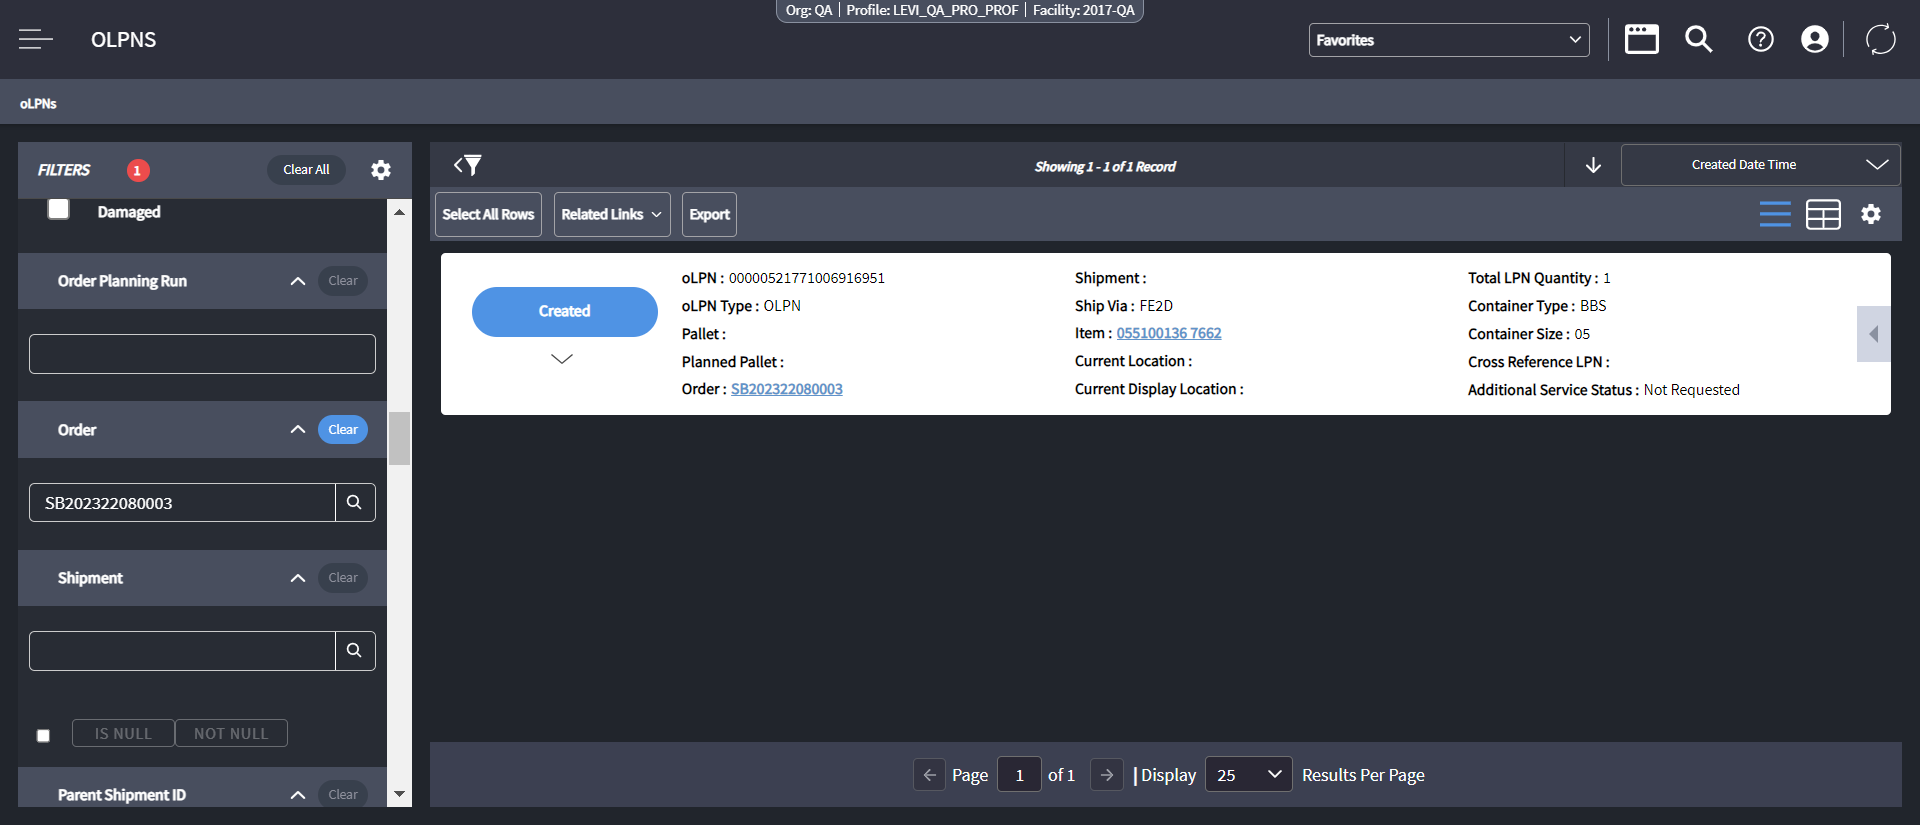 Org: QA | Profile: LEVI_QA_PRO_PROF | Facility: 2017-QA
OLPNS
Favorites
oLPNs
FILTERS 1 Clear All
Damaged
Order Planning Run Clear
Order Clear
SB202322080003
Shipment Clear
IS NULL NOT NULL
Parent Shipment ID Clear
Showing 1 - 1 of 1 Record
Created Date Time
Select All Rows Related Links Export
Created
oLPN : 00000521771006916951
oLPN Type : OLPN
Pallet :
Planned Pallet :
Order : SB202322080003
Shipment :
Ship Via : FE2D
Item : 055100136 7662
Current Location :
Current Display Location :
Total LPN Quantity : 1
Container Type : BBS
Container Size : 05
Cross Reference LPN :
Additional Service Status : Not Requested
Page 1 of 1 | Display 25 Results Per Page